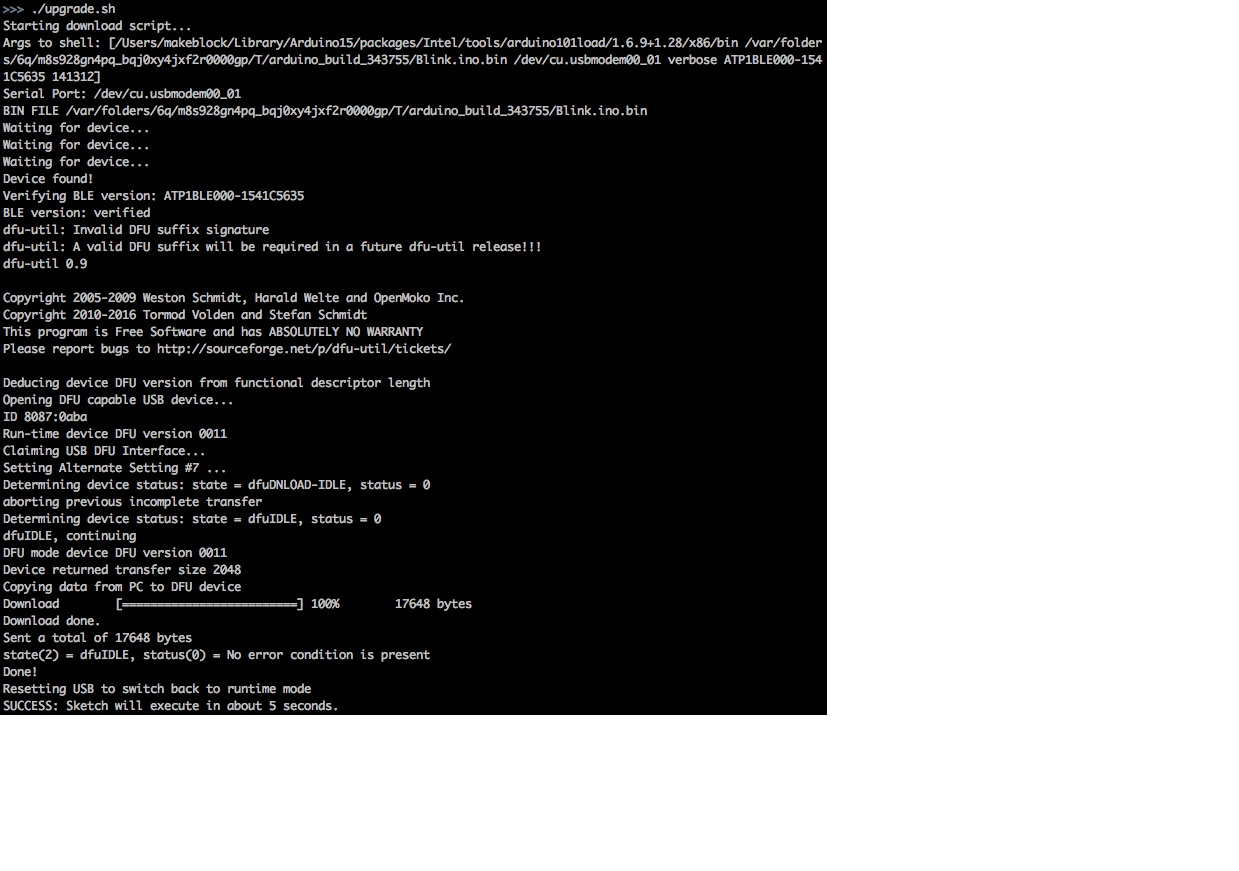 >>> ./upgrade.sh
Starting download script...
Args to shell: [/Users/makeblock/Library/Arduino15/packages/Intel/tools/arduino101load/1.6.9+1.28/x86/bin /var/folder
s/6q/m8s928gn4pq_bqj0xy4jxf2r0000gp/T/arduino_build_343755/Blink.ino.bin /dev/cu.usbmodem00_01 verbose ATP1BLE000-154
1C5635 141312]
Serial Port: /dev/cu.usbmodem00_01
BIN FILE /var/folders/6q/m8s928gn4pq_bqj0xy4jxf2r0000gp/T/arduino_build_343755/Blink.ino.bin
Waiting for device...
Waiting for device...
Waiting for device...
Device found!
Verifying BLE version: ATP1BLE000-1541C5635
BLE version: verified
dfu-util: Invalid DFU suffix signature
dfu-util: A valid DFU suffix will be required in a future dfu-util release!!!
dfu-util 0.9

Copyright 2005-2009 Weston Schmidt, Harald Welte and OpenMoko Inc.
Copyright 2010-2016 Tormod Volden and Stefan Schmidt
This program is Free Software and has ABSOLUTELY NO WARRANTY
Please report bugs to http://sourceforge.net/p/dfu-util/tickets/

Deducing device DFU version from functional descriptor length
Opening DFU capable USB device...
ID 8087:0aba
Run-time device DFU version 0011
Claiming USB DFU Interface...
Setting Alternate Setting #7 ...
Determining device status: state = dfuDNLOAD-IDLE, status = 0
aborting previous incomplete transfer
Determining device status: state = dfuIDLE, status = 0
dfuIDLE, continuing
DFU mode device DFU version 0011
Device returned transfer size 2048
Copying data from PC to DFU device
Download [=========================] 100% 17648 bytes
Download done.
Sent a total of 17648 bytes
state(2) = dfuIDLE, status(0) = No error condition is present
Done!
Resetting USB to switch back to runtime mode
SUCCESS: Sketch will execute in about 5 seconds.